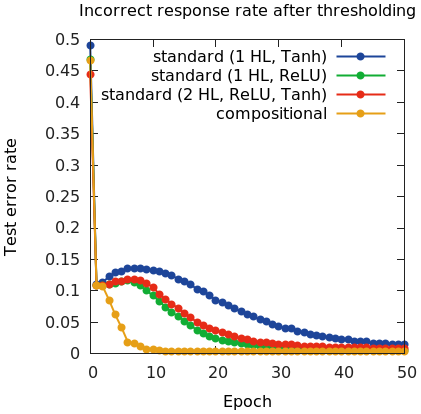 Incorrect response rate after thresholding
0.5
0.45
0.4
0.35
0.3
0.25
0.2
0.15
0.1
0.05
0
Test error rate
standard (1 HL, Tanh)
standard (1 HL, ReLU)
standard (2 HL, ReLU, Tanh)
compositional
0 10 20 30 40 50
Epoch